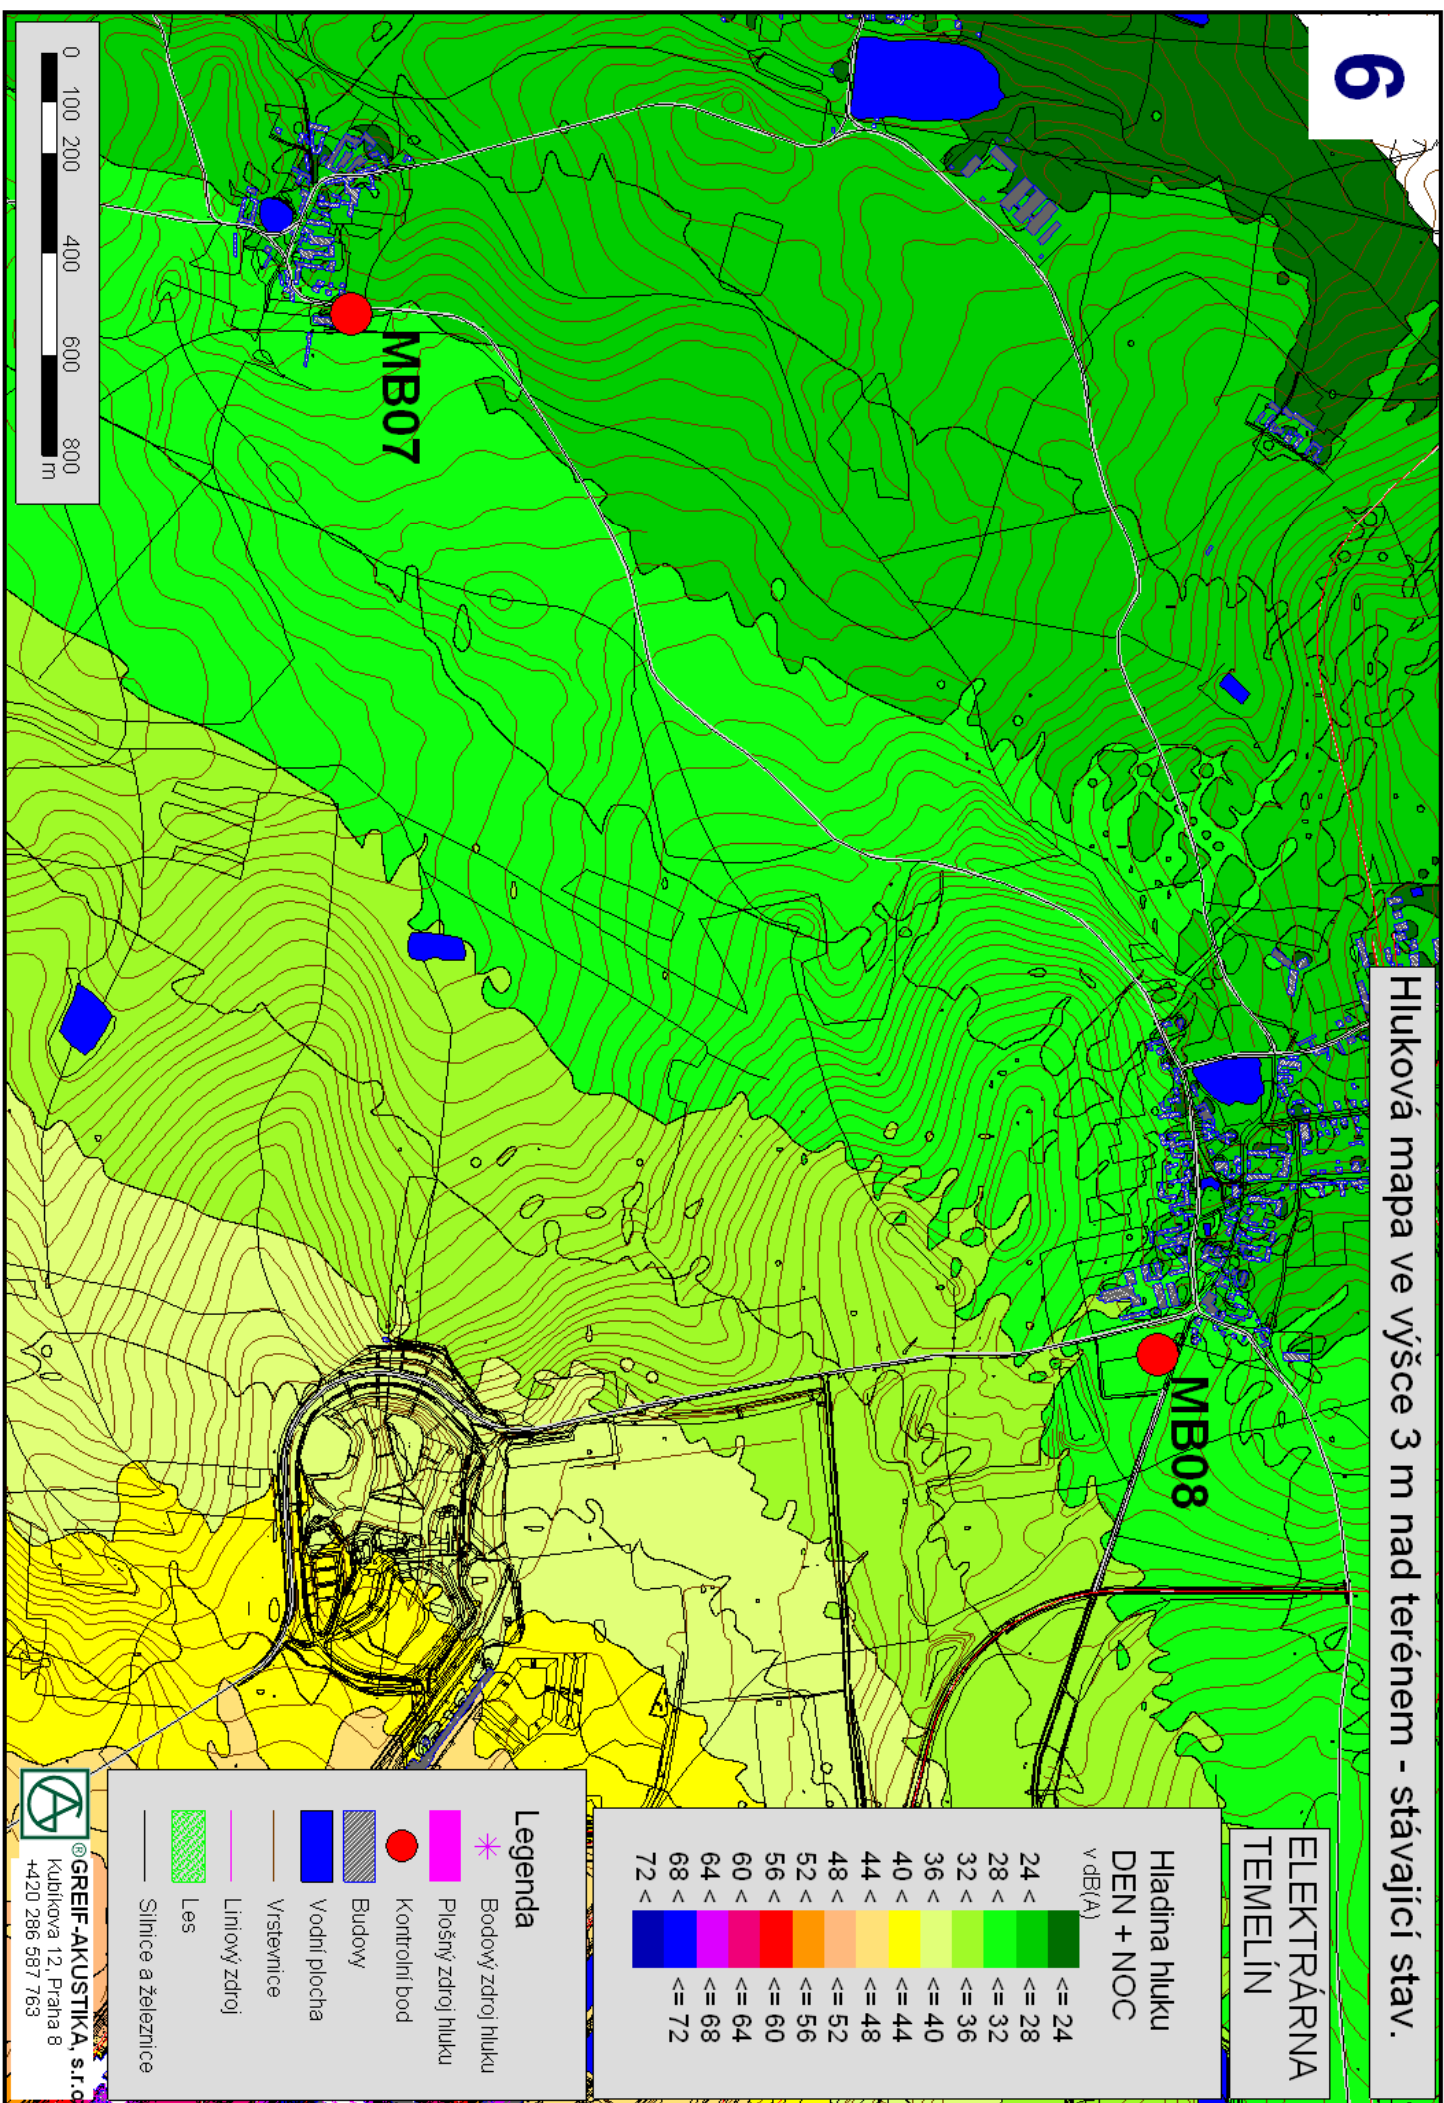 6
Hluková mapa ve výšce 3 m nad terénem - stávající stav.
ELEKTRÁRNA
TEMELÍN
MB07
MB08
Hladina hluku
DEN + NOC
v dB(A)
<= 24
24 < <= 28
28 < <= 32
32 < <= 36
36 < <= 40
40 < <= 44
44 < <= 48
48 < <= 52
52 < <= 56
56 < <= 60
60 < <= 64
64 < <= 68
68 < <= 72
72 <
Legenda
Bodový zdroj hluku
Plošný zdroj hluku
Kontrolní bod
Budovy
Vodní plocha
Vrstevnice
Liniový zdroj
Les
Silnice a železnice
0 100 200 400 600 800
m
®GREIF-AKUSTIKA, s.r.o
Kubíkova 12, Praha 8
+420 286 587 763